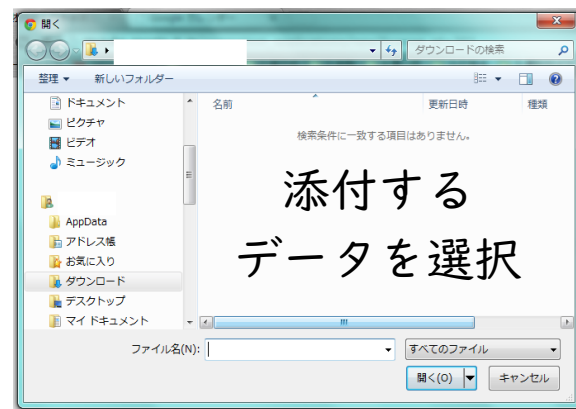 開く
ダウンロードの検索
整理 新しいフォルダー
名前 更新日時 種類
検索条件に一致する項目はありません。
ドキュメント
ピクチャ
ビデオ
ミュージック
AppData
アドレス帳
お気に入り
ダウンロード
デスクトップ
マイ ドキュメント
添付する
データを選択
ファイル名(N):
すべてのファイル
開く(O) キャンセル